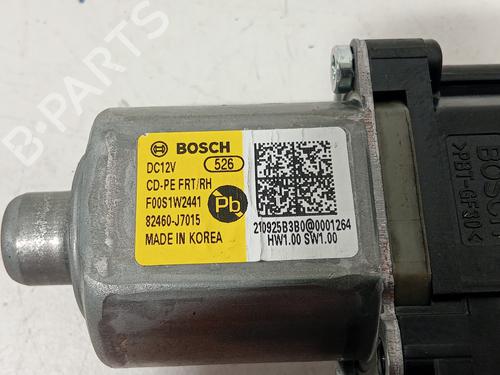 BOSCH
DC12V 526
CD-PE FRT/RH
F00S1W2441
82460-J7015
MADE IN KOREA
Pb
210925B3B0@0001264
HW1.00 SW1.00
BOSCH
>PBT-GF30<
B-PARTS